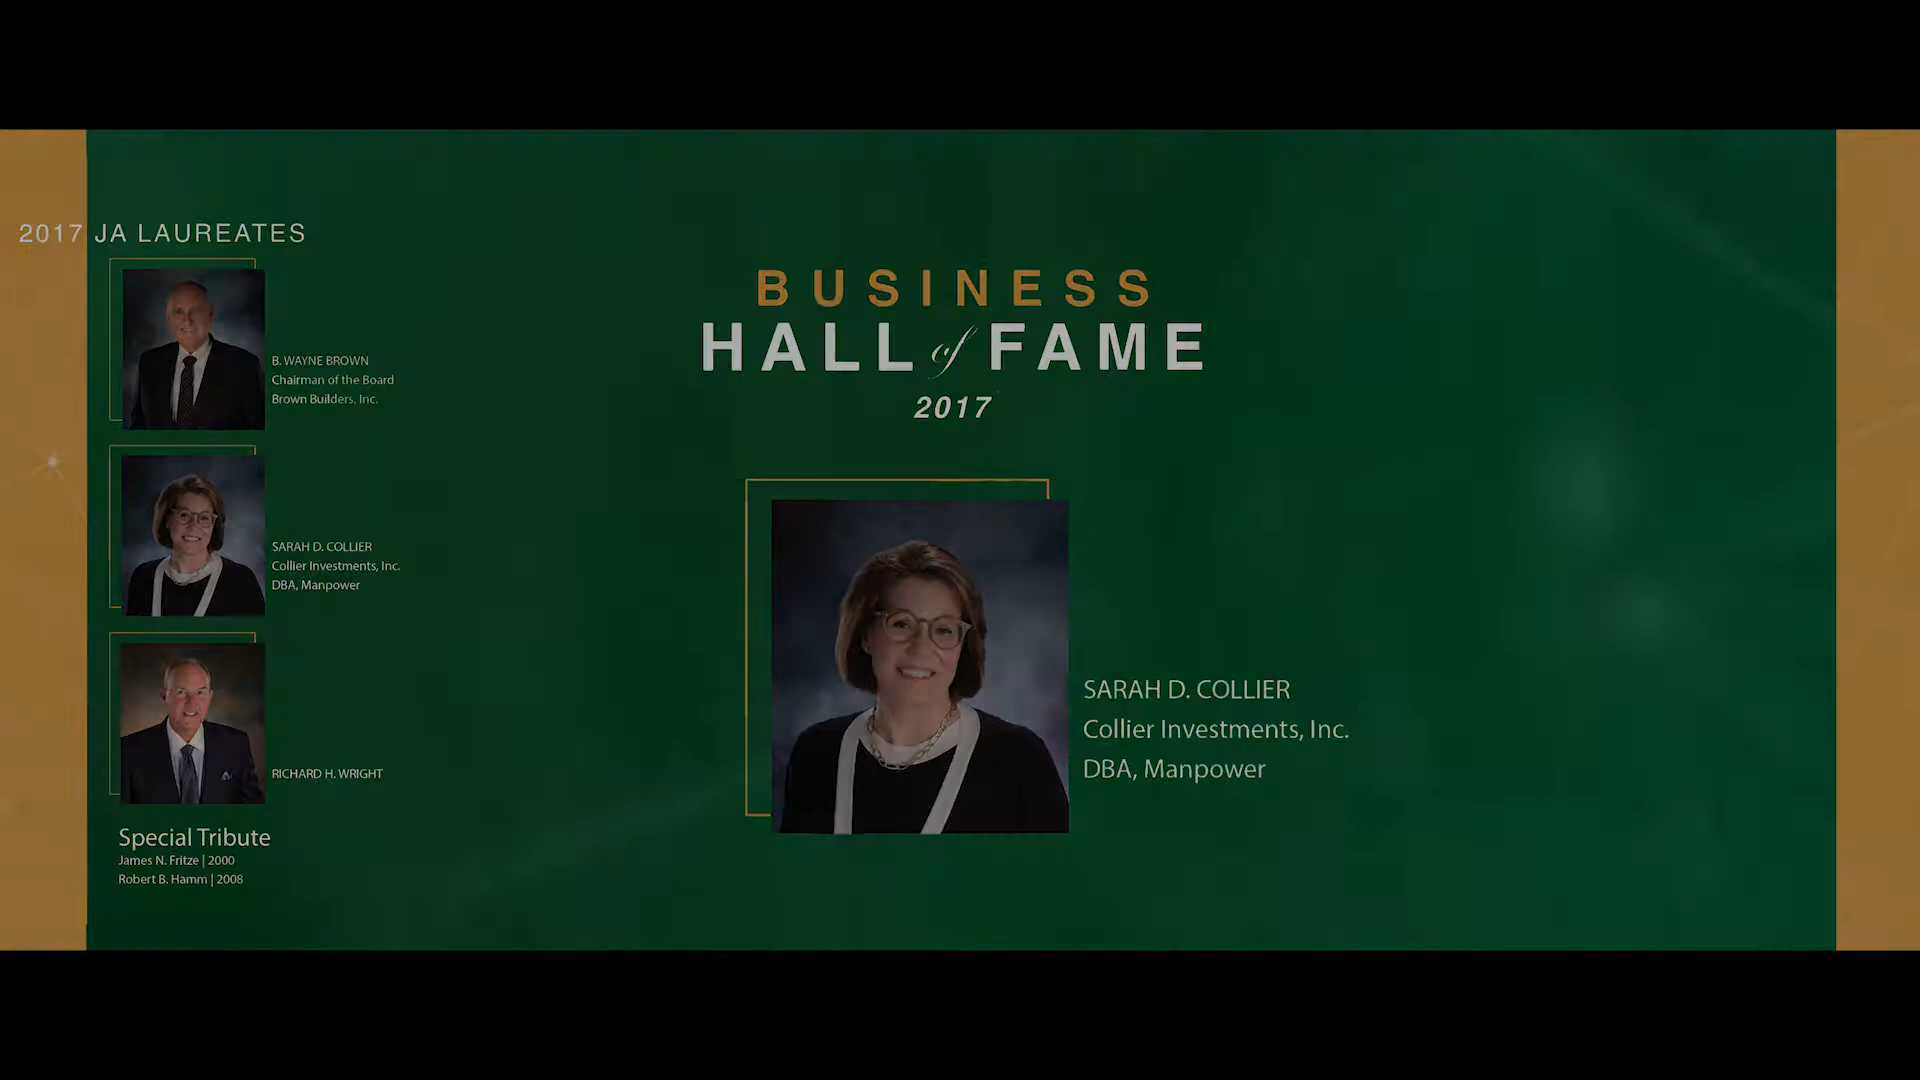 2017 JA LAUREATES
B. WAYNE BROWN
Chairman of the Board
Brown Builders, Inc.
SARAH D. COLLIER
Collier Investments, Inc.
DBA, Manpower
RICHARD H. WRIGHT
Special Tribute
James N. Fritze | 2000
Robert B. Hamm | 2008
BUSINESS
HALL of FAME
2017
SARAH D. COLLIER
Collier Investments, Inc.
DBA, Manpower